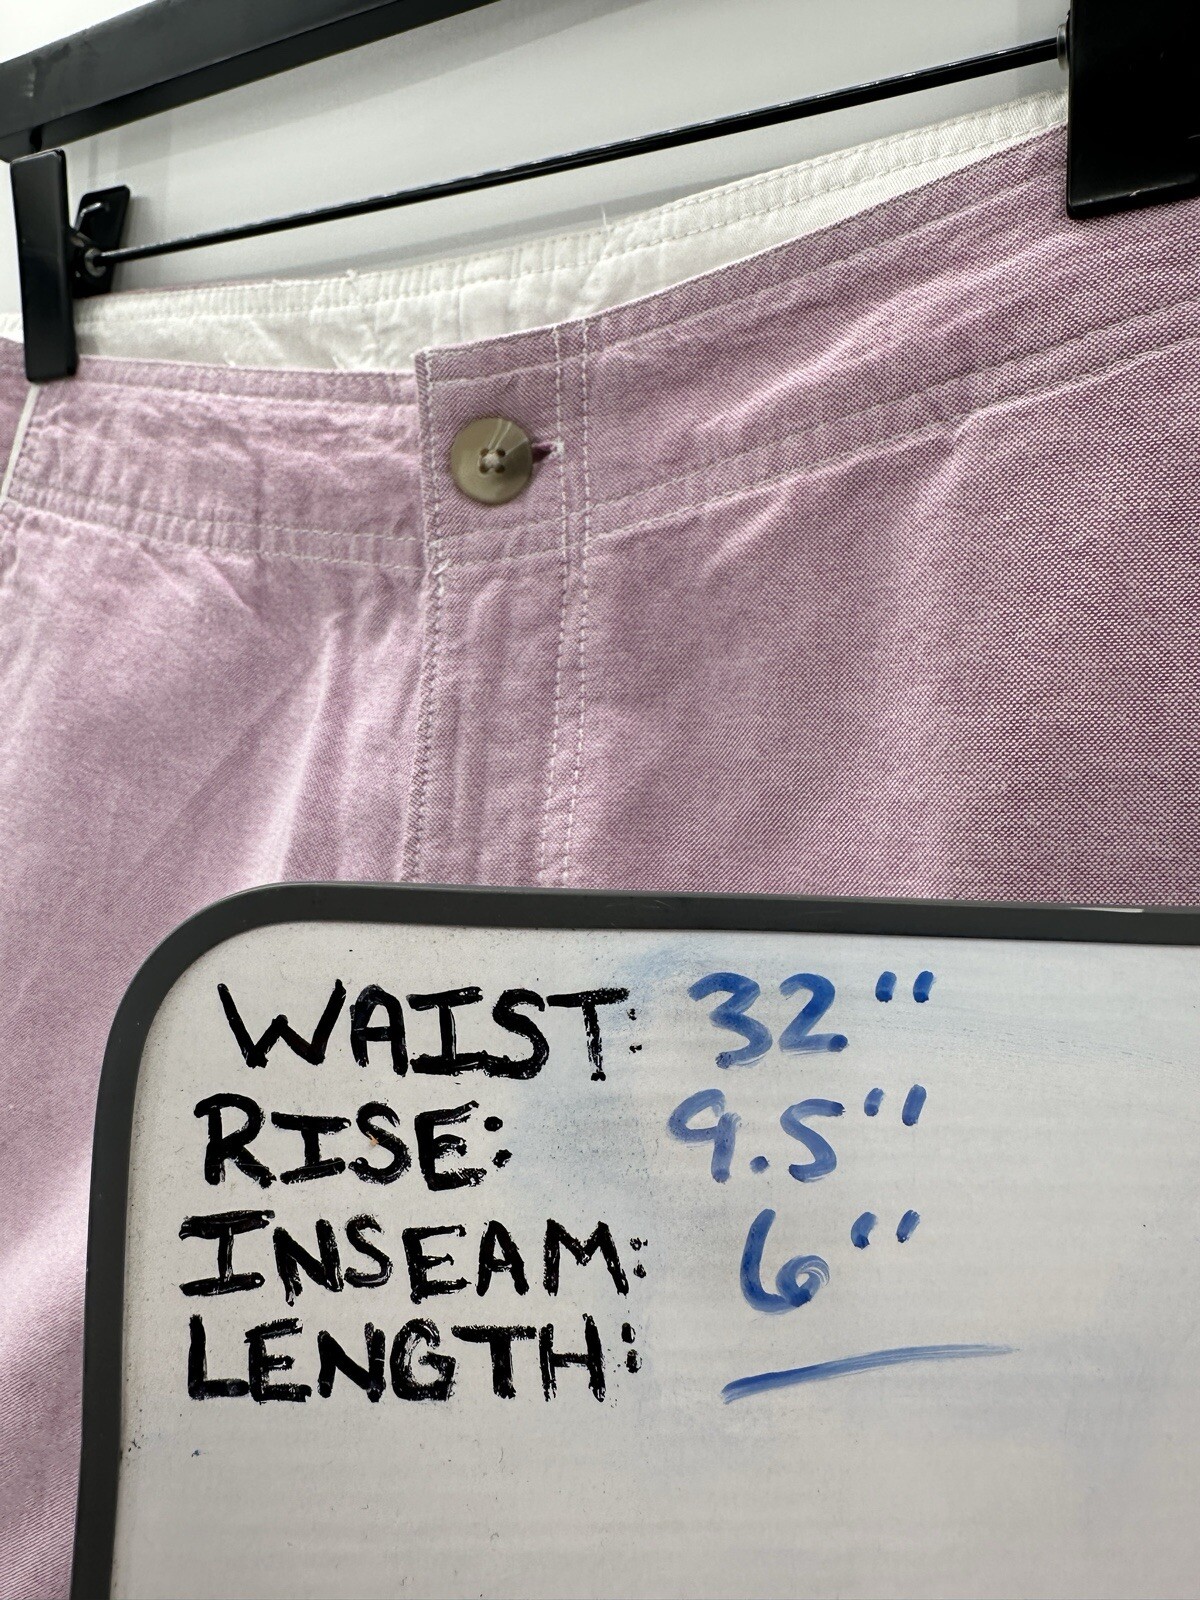 WAIST: 32"
RISE: 9.5"
INSEAM: 6"
LENGTH: —